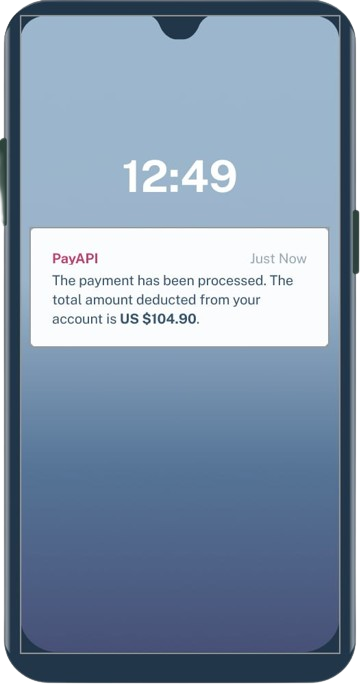 12:49
PayAPI Just Now
The payment has been processed. The
total amount deducted from your
account is US $104.90.